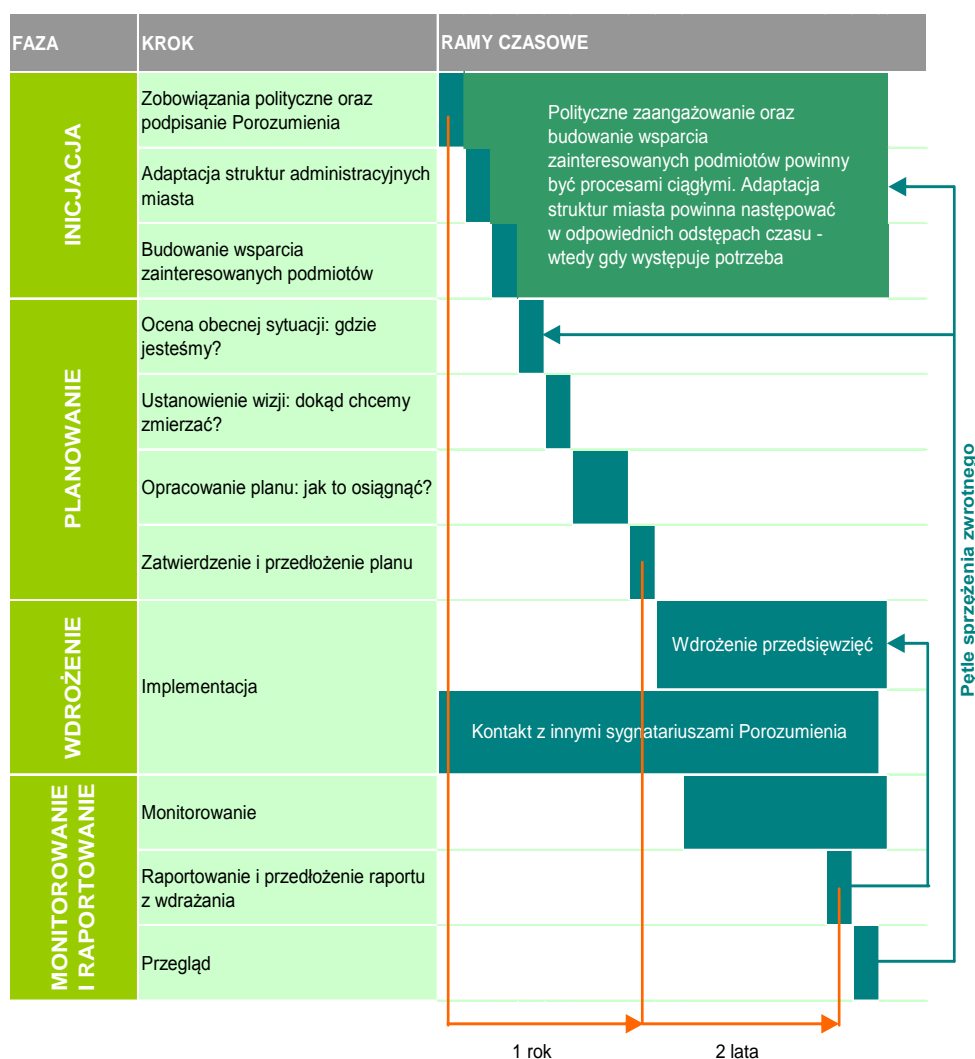 FAZA
KROK
RAMY CZASOWE
INICJACJA
Zobowiązania polityczne oraz
podpisanie Porozumienia
Adaptacja struktur administracyjnych
miasta
Budowanie wsparcia
zainteresowanych podmiotów
Polityczne zaangażowanie oraz
budowanie wsparcia
zainteresowanych podmiotów powinny
być procesami ciągłymi. Adaptacja
struktur miasta powinna następować
w odpowiednich odstępach czasu -
wtedy gdy występuje potrzeba
PLANOWANIE
Ocena obecnej sytuacji: gdzie
jesteśmy?
Ustanowienie wizji: dokąd chcemy
zmierzać?
Opracowanie planu: jak to osiągnąć?
Zatwierdzenie i przedłożenie planu
WDROŻENIE
Implementacja
Wdrożenie przedsięwzięć
Kontakt z innymi sygnatariuszami Porozumienia
MONITOROWANIE
I RAPORTOWANIE
Monitorowanie
Raportowanie i przedłożenie raportu
z wdrażania
Przegląd
Pętle sprzężenia zwrotnego
1 rok
2 lata